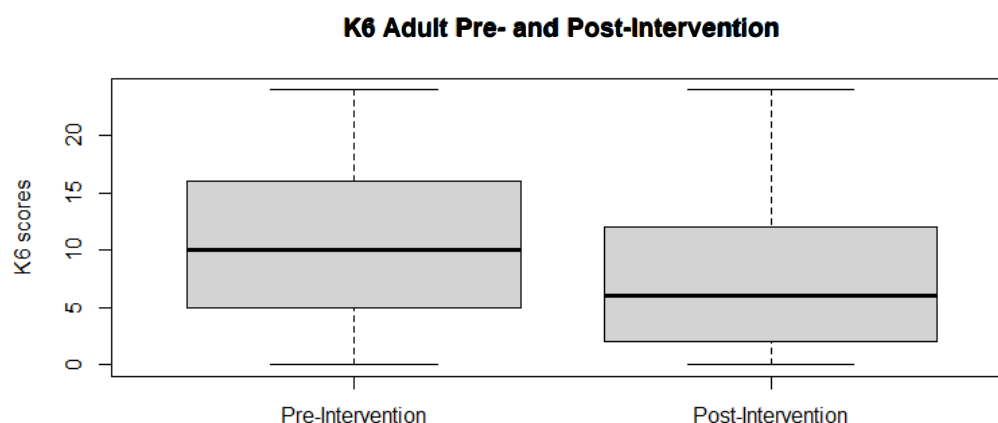 K6 Adult Pre- and Post-Intervention
K6 scores
20
15
10
5
0
Pre-Intervention
Post-Intervention